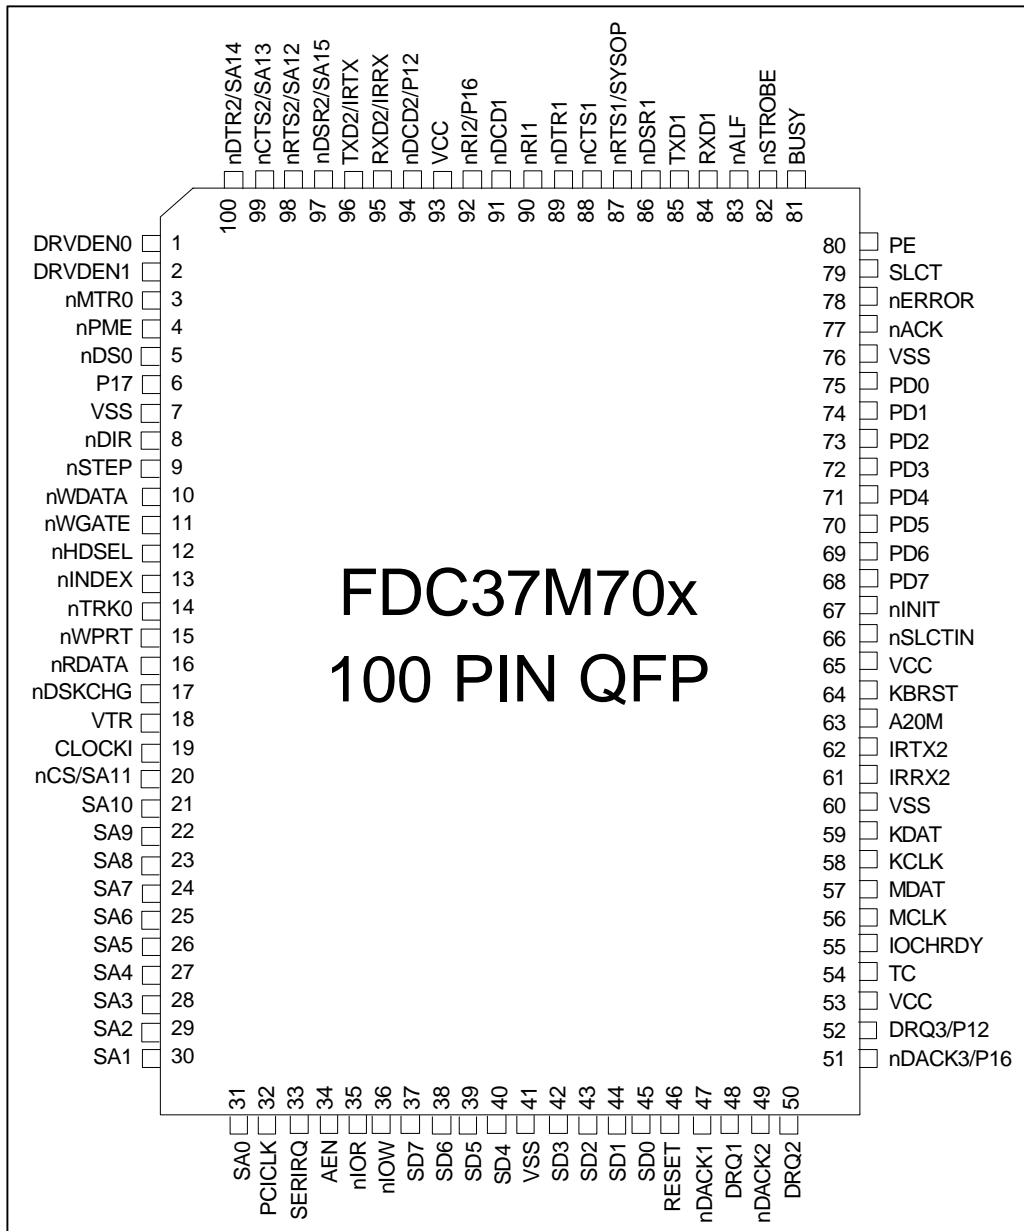 nDTR2/SA14
nCTS2/SA13
nRTS2/SA12
nDSR2/SA15
TXD2/IRTX
RXD2/IRRX
nDCD2/P12
VCC
nRI2/P16
nDCD1
nRI1
nDTR1
nCTS1
nRTS1/SYSOP
nDSR1
TXD1
RXD1
nALF
nSTROBE
BUSY
100
99
98
97
96
95
94
93
92
91
90
89
88
87
86
85
84
83
82
81
DRVDEN0 1
DRVDEN1 2
nMTR0 3
nPME 4
nDS0 5
P17 6
VSS 7
nDIR 8
nSTEP 9
nWDATA 10
nWGATE 11
nHDSEL 12
nINDEX 13
nTRK0 14
nWPRT 15
nRDATA 16
nDSKCHG 17
VTR 18
CLOCKI 19
nCS/SA11 20
SA10 21
SA9 22
SA8 23
SA7 24
SA6 25
SA5 26
SA4 27
SA3 28
SA2 29
SA1 30
FDC37M70x
100 PIN QFP
80 PE
79 SLCT
78 nERROR
77 nACK
76 VSS
75 PD0
74 PD1
73 PD2
72 PD3
71 PD4
70 PD5
69 PD6
68 PD7
67 nINIT
66 nSLCTIN
65 VCC
64 KBRST
63 A20M
62 IRTX2
61 IRRX2
60 VSS
59 KDAT
58 KCLK
57 MDAT
56 MCLK
55 IOCHRDY
54 TC
53 VCC
52 DRQ3/P12
51 nDACK3/P16
31
32
33
34
35
36
37
38
39
40
41
42
43
44
45
46
47
48
49
50
SA0
PCICLK
SERIRQ
AEN
nIOR
nIOW
SD7
SD6
SD5
SD4
VSS
SD3
SD2
SD1
SD0
RESET
nDACK1
DRQ1
nDACK2
DRQ2